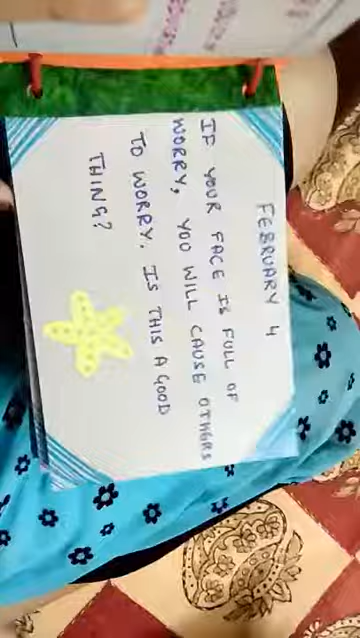 FEBRUARY 4
IF YOUR FACE IS FULL OF
WORRY, YOU WILL CAUSE OTHERS
TO WORRY. IS THIS A GOOD
THING?